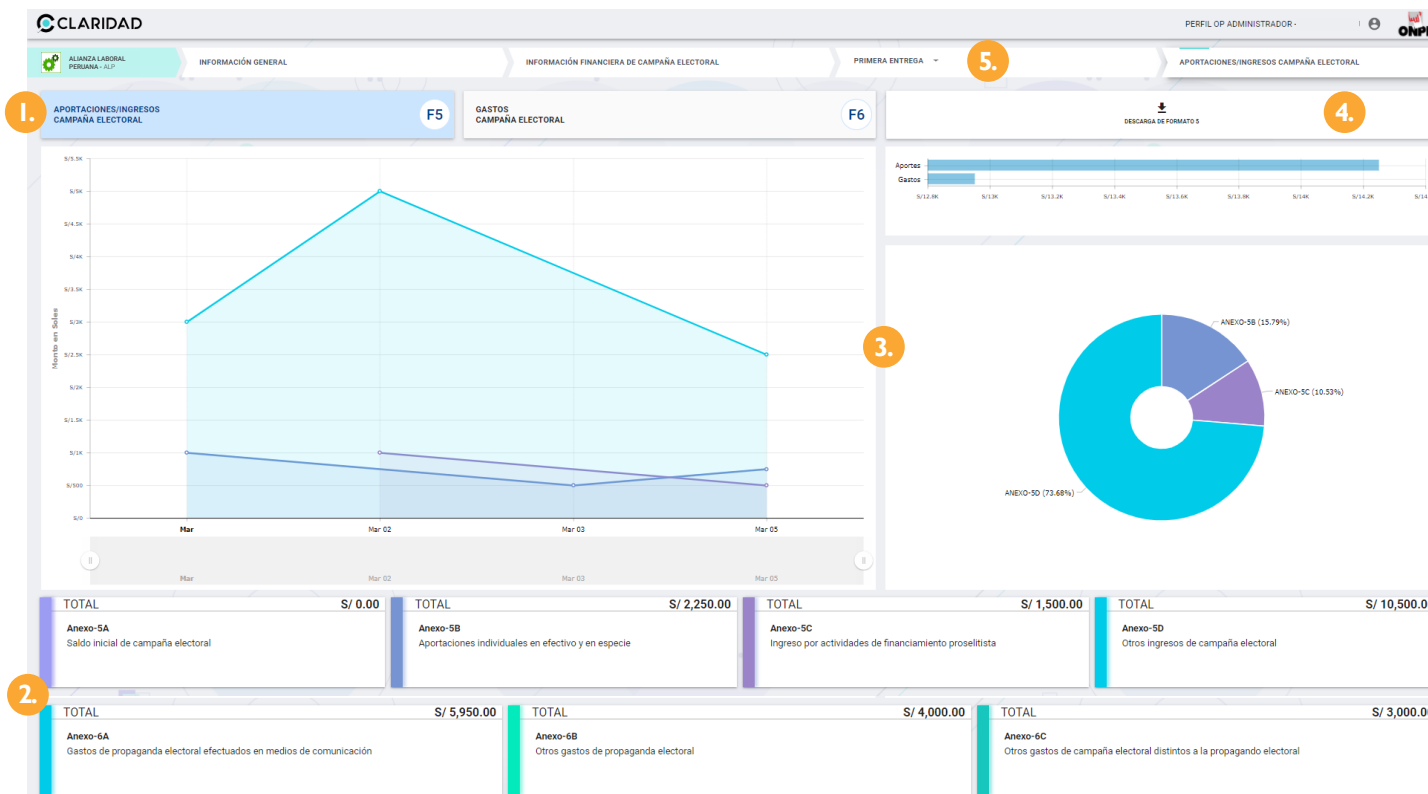 CLARIDAD
PERFIL OP ADMINISTRADOR -
ALIANZA LABORAL
PERUANA - ALP
INFORMACIÓN GENERAL
INFORMACIÓN FINANCIERA DE CAMPAÑA ELECTORAL
PRIMERA ENTREGA
5.
APORTACIONES/INGRESOS CAMPAÑA ELECTORAL
1.
APORTACIONES/INGRESOS
CAMPAÑA ELECTORAL
F5
GASTOS
CAMPAÑA ELECTORAL
F6
DESCARGA DE FORMATO 5
4.
Monto en Soles
S/5.5K
S/5K
S/4.5K
S/4K
S/3.5K
S/3K
S/2.5K
S/2K
S/1.5K
S/1K
S/500
S/0
Mar
Mar 02
Mar 03
Mar 05
Mar
Mar 02
Mar 03
Mar 05
Aportes
Gastos
S/12.8K
S/13K
S/13.2K
S/13.4K
S/13.6K
S/13.8K
S/14K
S/14.2K
S/14.
3.
ANEXO-5B (15.79%)
ANEXO-5C (10.53%)
ANEXO-5D (73.68%)
TOTAL S/ 0.00
Anexo-5A
Saldo inicial de campaña electoral
TOTAL S/ 2,250.00
Anexo-5B
Aportaciones individuales en efectivo y en especie
TOTAL S/ 1,500.00
Anexo-5C
Ingreso por actividades de financiamiento proselitista
TOTAL S/ 10,500.0
Anexo-5D
Otros ingresos de campaña electoral
2.
TOTAL S/ 5,950.00
Anexo-6A
Gastos de propaganda electoral efectuados en medios de comunicación
TOTAL S/ 4,000.00
Anexo-6B
Otros gastos de propaganda electoral
TOTAL S/ 3,000.0
Anexo-6C
Otros gastos de campaña electoral distintos a la propagando electoral